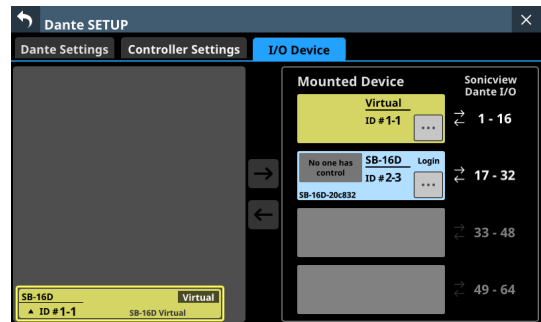 Dante SETUP
Dante Settings Controller Settings I/O Device
Mounted Device
Sonicview
Dante I/O
Virtual
ID #1-1
...
1 - 16
No one has
control
SB-16D Login
ID #2-3
...
SB-16D-20c832
17 - 32
33 - 48
49 - 64
SB-16D Virtual
▲ ID #1-1 SB-16D Virtual